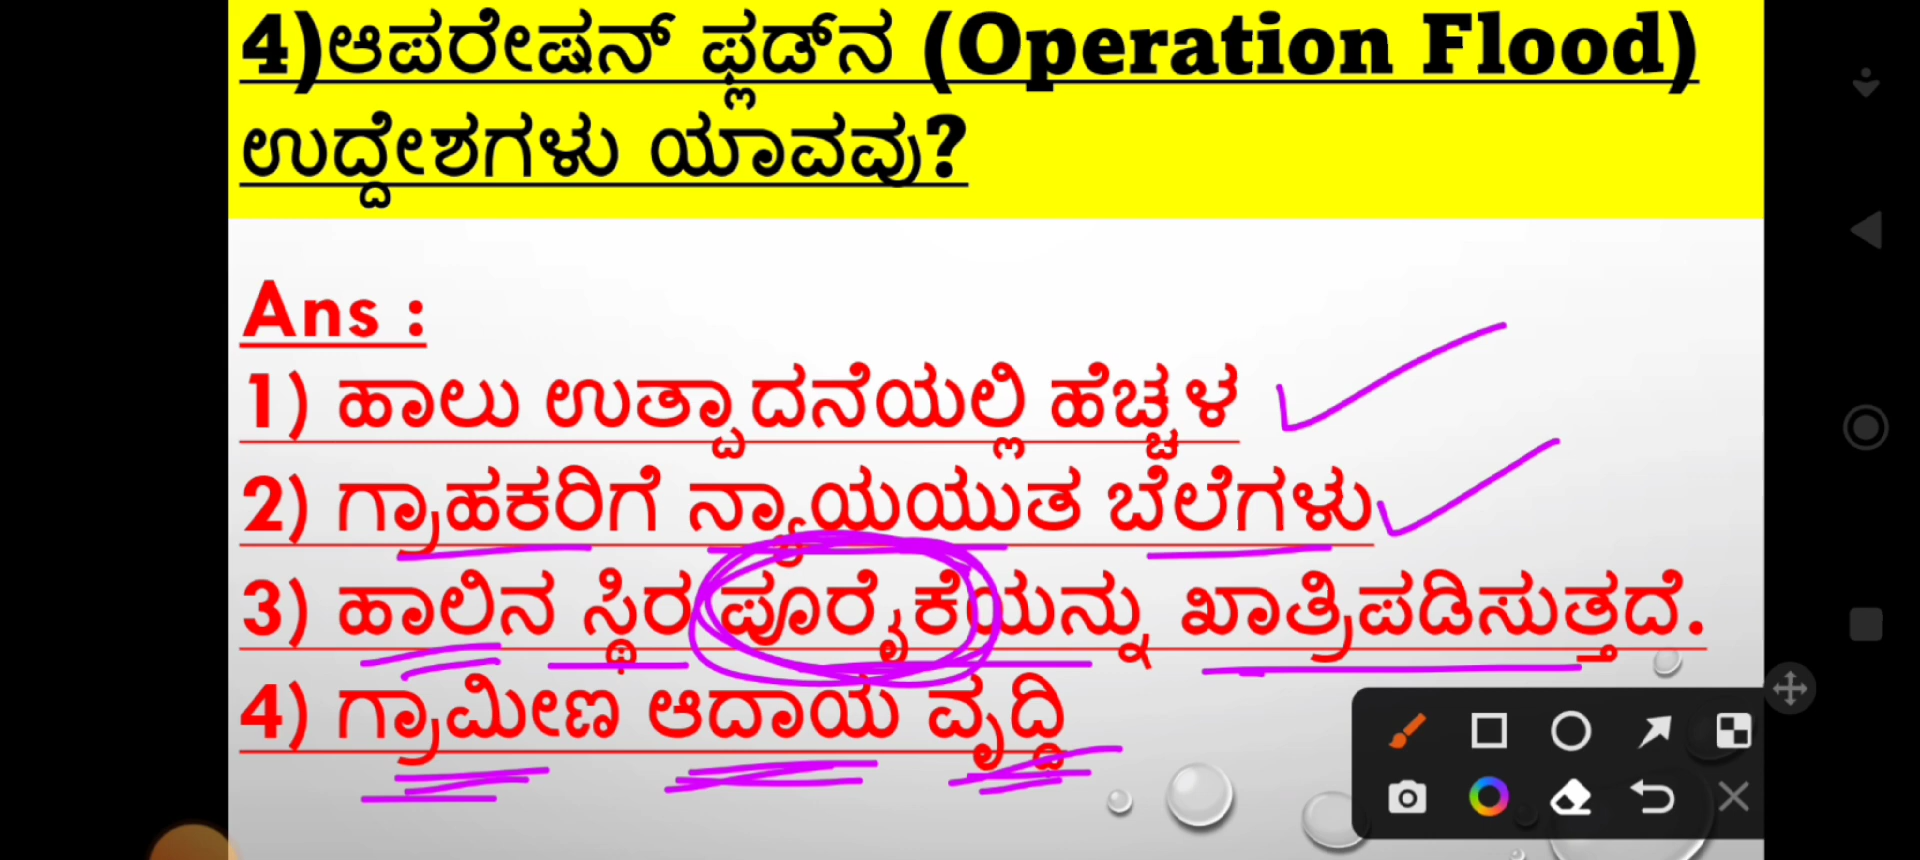 4)ಆಪರೇಷನ್ ಫ್ಲಡ್‌ನ (Operation Flood)
ಉದ್ದೇಶಗಳು ಯಾವವು?
Ans :
1) ಹಾಲು ಉತ್ಪಾದನೆಯಲ್ಲಿ ಹೆಚ್ಚಳ
2) ಗ್ರಾಹಕರಿಗೆ ನ್ಯಾಯಯುತ ಬೆಲೆಗಳು
3) ಹಾಲಿನ ಸ್ಥಿರ ಪೂರೈಕೆಯನ್ನು ಖಾತ್ರಿಪಡಿಸುತ್ತದೆ.
4) ಗ್ರಾಮೀಣ ಆದಾಯ ವೃದ್ದಿ